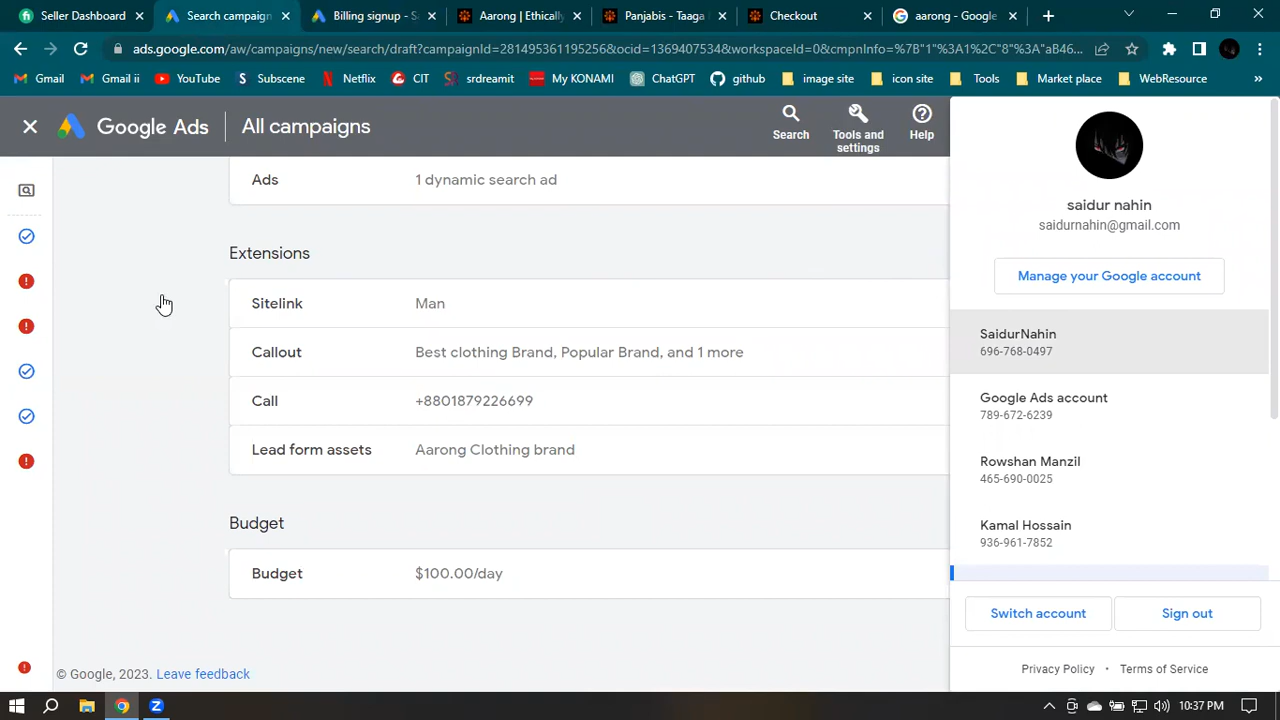 Seller Dashboard
Search campaign
Billing signup - S
Aarong | Ethically
Panjabis - Taaga
Checkout
aarong - Google
ads.google.com/aw/campaigns/new/search/draft?campaignId=281495361195256&ocid=13694075534&workspaceId=0&cmpnInfo=%7B"1"%3A1%2C"8"%3A"aB46...
Gmail
Gmail ii
YouTube
Subscene
Netflix
CIT
srdreamit
My KONAMI
ChatGPT
github
image site
icon site
Tools
Market place
WebResource
»
Google Ads
All campaigns
Search
Tools and
settings
Help
Ads
1 dynamic search ad
Extensions
Sitelink
Man
Callout
Best clothing Brand, Popular Brand, and 1 more
Call
+8801879226699
Lead form assets
Aarong Clothing brand
Budget
Budget
$100.00/day
© Google, 2023.
Leave feedback
saidur nahin
saidurnahin@gmail.com
Manage your Google account
SaidurNahin
696-768-0497
Google Ads account
789-672-6239
Rowshan Manzil
465-690-0025
Kamal Hossain
936-961-7852
Switch account
Sign out
Privacy Policy
•
Terms of Service
10:37 PM